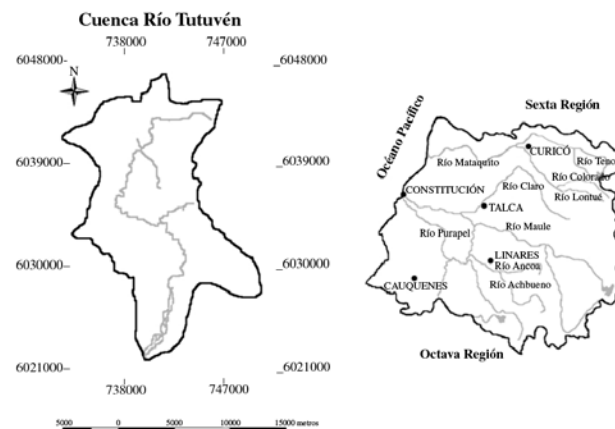 Cuenca Río Tutuvén
738000 747000
6048000 6048000
N
6039000 6039000
6030000 6030000
6021000 6021000
738000 747000
5000 0 5000 10000 15000 metros
Sexta Región
Océano Pacífico
CURICÓ
Río Mataquito
Río Teno
Río Colorado
CONSTITUCIÓN
Río Claro
Río Lontué
TALCA
Río Purapel
Río Maule
LINARES
Río Ancoa
CAUQUENES
Río Achbueno
Octava Región